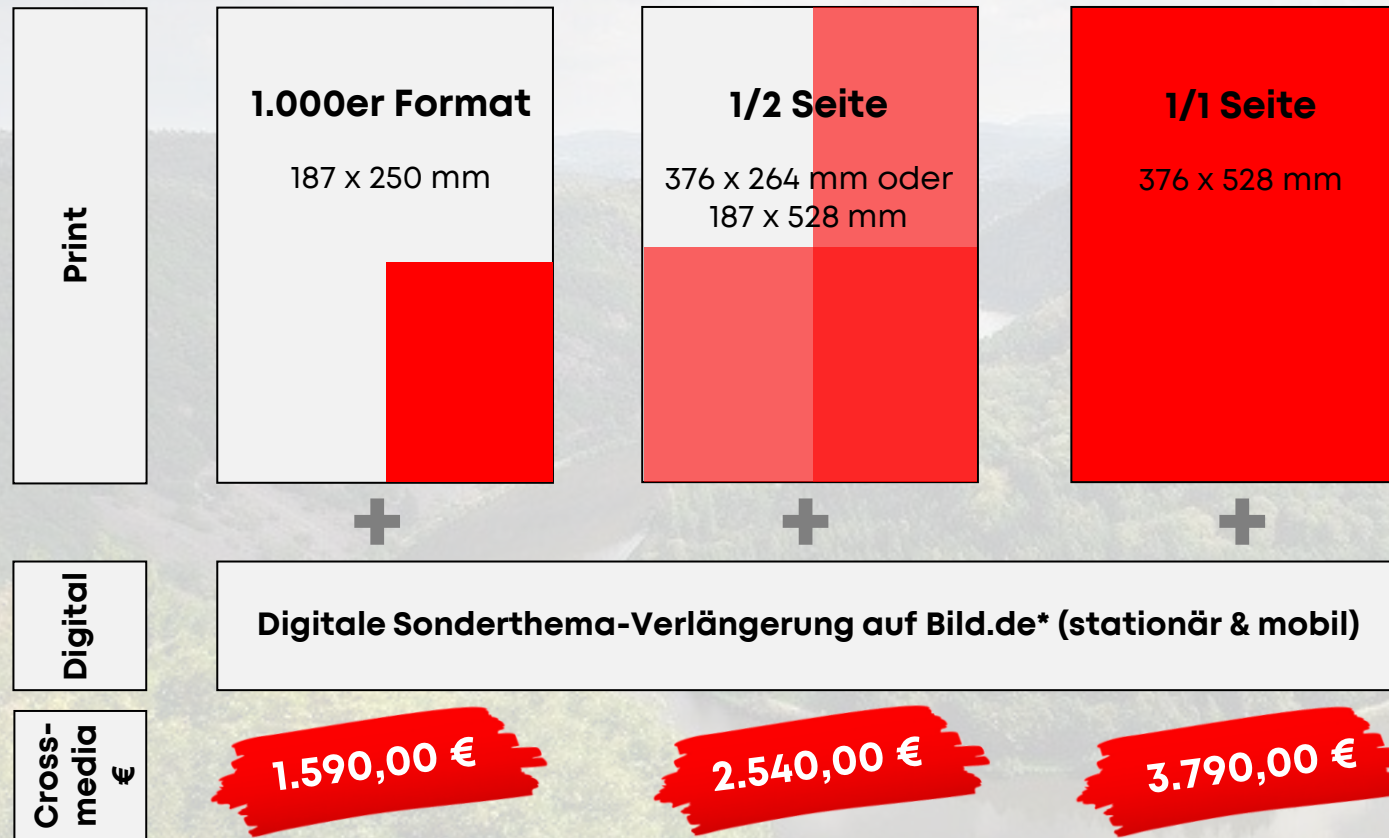 Print
1.000er Format
187 x 250 mm
1/2 Seite
376 x 264 mm oder
187 x 528 mm
1/1 Seite
376 x 528 mm
Digital
Digitale Sonderthema-Verlängerung auf Bild.de* (stationär & mobil)
Cross-
media
€
1.590,00 €
2.540,00 €
3.790,00 €